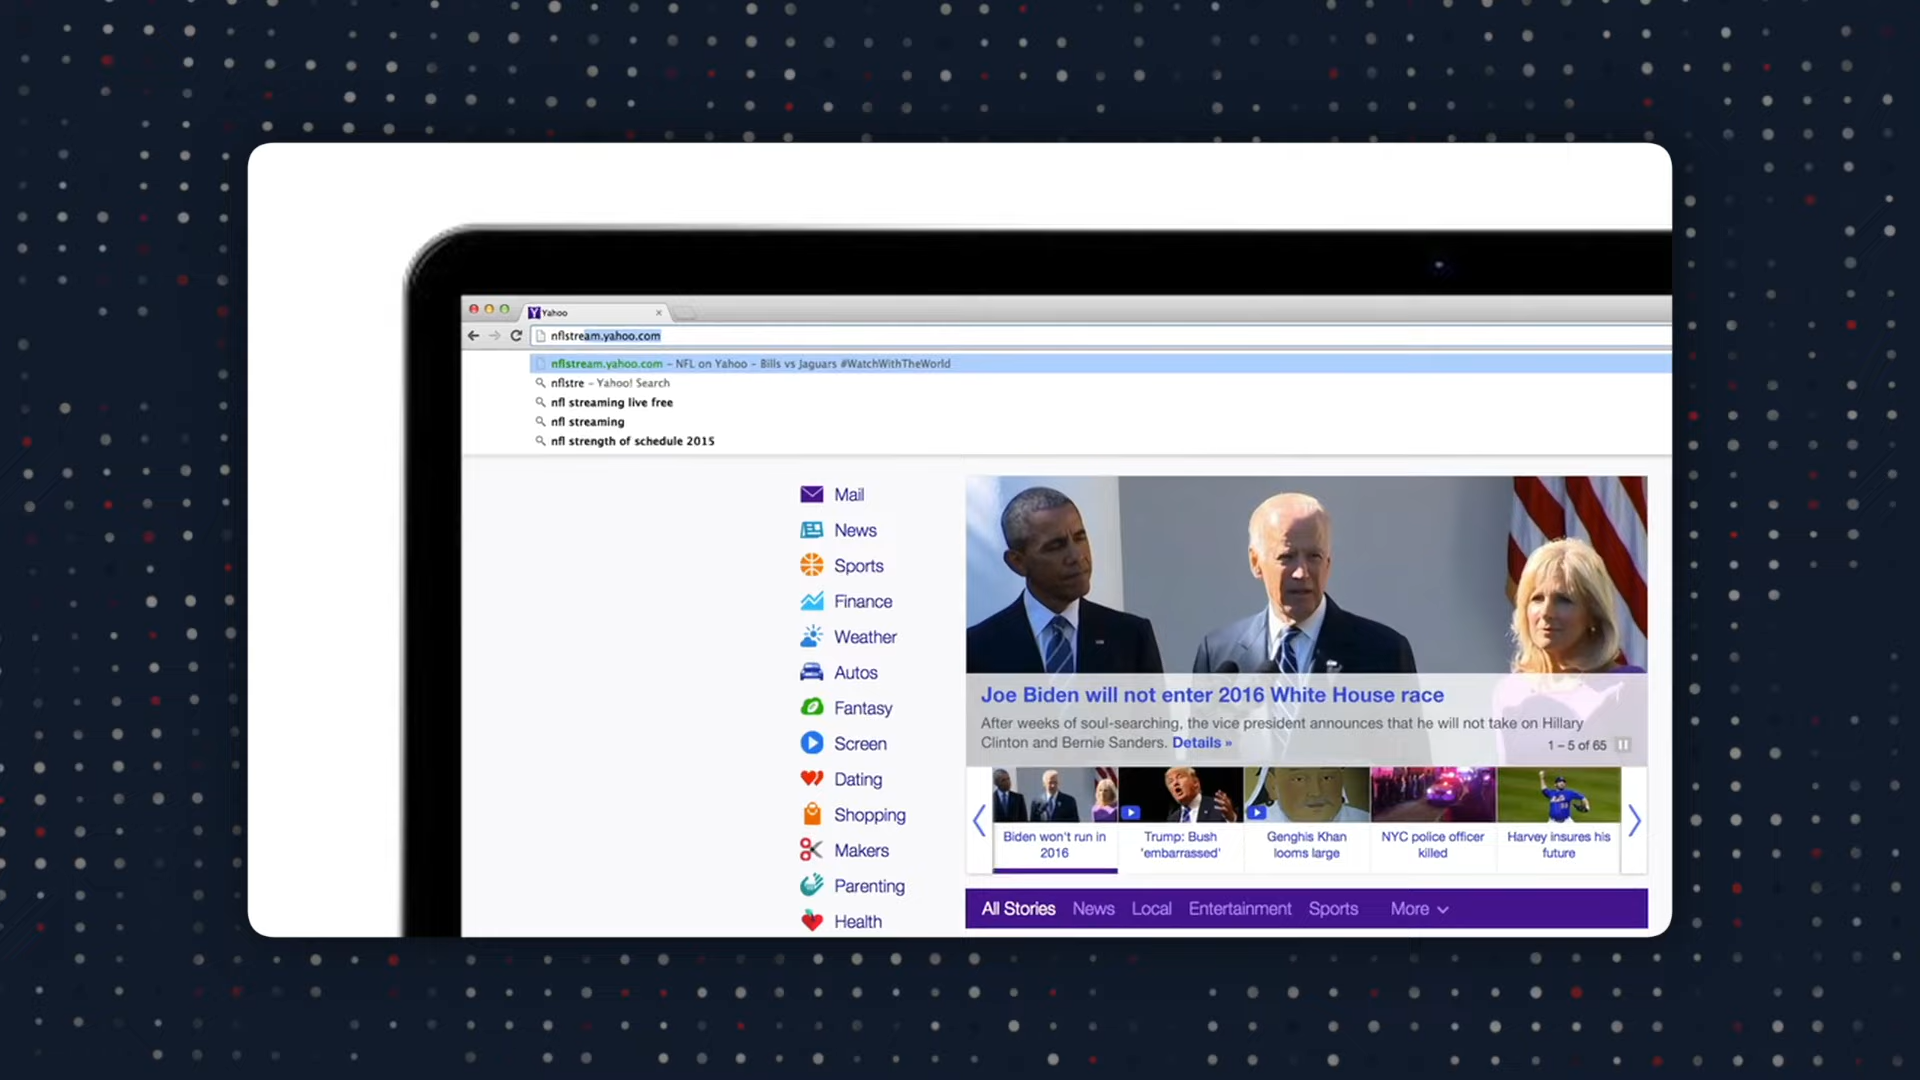 Yahoo
nflstream.yahoo.com
nflstream.yahoo.com – NFL on Yahoo – Bills vs Jaguars #WatchWithTheWorld
nflstre – Yahoo! Search
nfl streaming live free
nfl streaming
nfl strength of schedule 2015
Mail
News
Sports
Finance
Weather
Autos
Fantasy
Screen
Dating
Shopping
Makers
Parenting
Health
Joe Biden will not enter 2016 White House race
After weeks of soul-searching, the vice president announces that he will not take on Hillary
Clinton and Bernie Sanders. Details »
1 – 5 of 65
Biden won't run in
2016
Trump: Bush
'embarrassed'
Genghis Khan
looms large
NYC police officer
killed
Harvey insures his
future
All Stories News Local Entertainment Sports More